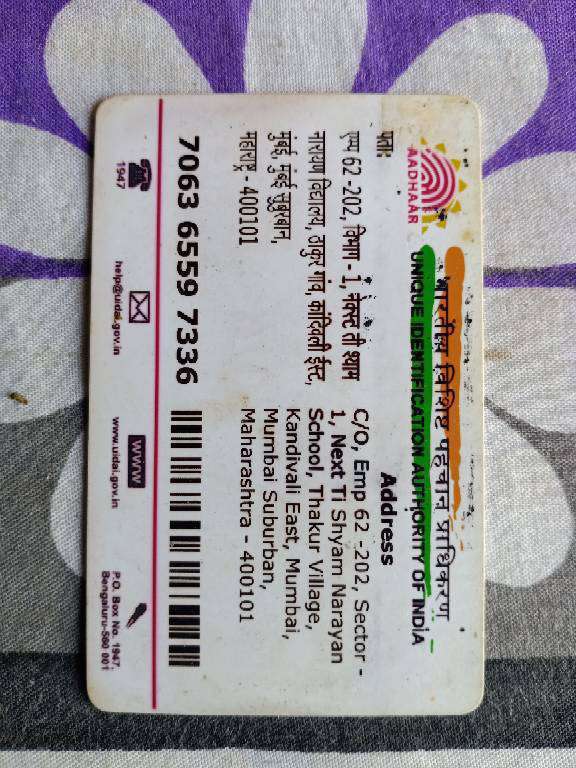 भारतीय विशिष्ट पहचान प्राधिकरण
UNIQUE IDENTIFICATION AUTHORITY OF INDIA
AADHAAR
पत्ता:
एम्प 62 -202, विभाग - 1, नेक्स्ट ती श्याम
नारायण विद्यालय, ठाकुर गांव, कांदिवली ईस्ट,
मुंबई, मुंबई सुबुरबान,
महाराष्ट्र - 400101
Address
C/O, Emp 62 -202, Sector -
1, Next Ti Shyam Narayan
School, Thakur Village,
Kandivali East, Mumbai,
Mumbai Suburban,
Maharashtra - 400101
7063 6559 7336
1947
help@uidai.gov.in
www
www.uidai.gov.in
P.O. Box No. 1947,
Bengaluru-560 001